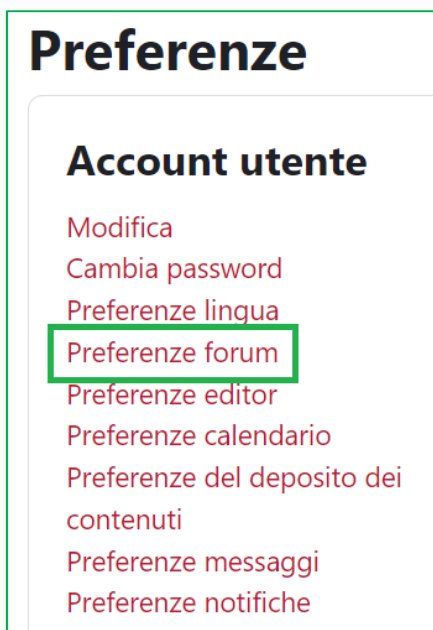 Preferenze
Account utente
Modifica
Cambia password
Preferenze lingua
Preferenze forum
Preferenze editor
Preferenze calendario
Preferenze del deposito dei
contenuti
Preferenze messaggi
Preferenze notifiche